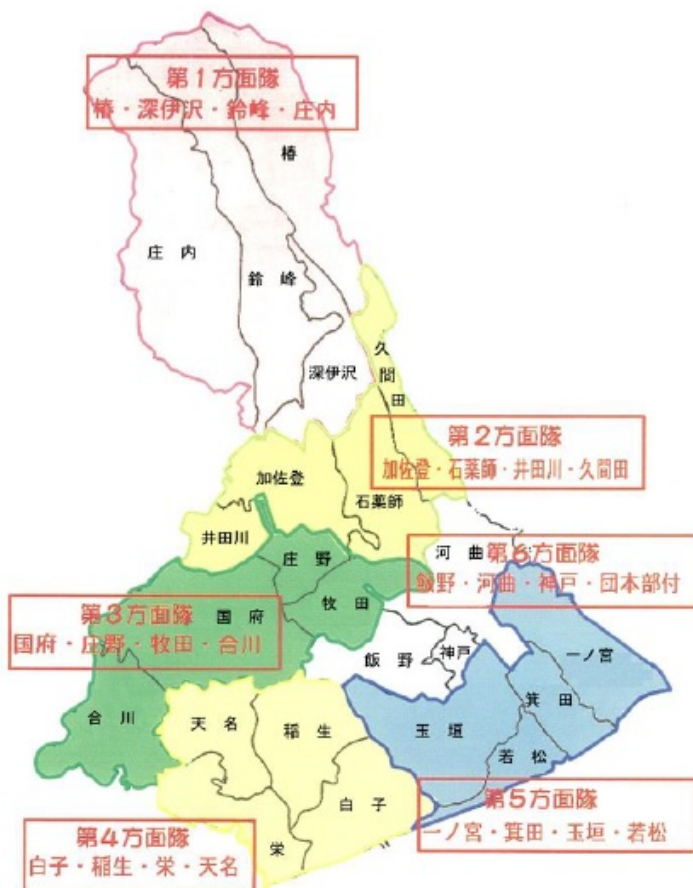 第1方面隊
椿・深伊沢・鈴峰・庄内
椿
庄内
鈴峰
深伊沢
久間田
第2方面隊
加佐登・石薬師・井田川・久間田
加佐登
石薬師
井田川
河曲
第6方面隊
飯野・河曲・神戸・団本部付
庄野
牡田
第3方面隊
国府・庄野・牧田・合川
国府
飯野
神戸
一ノ宮
箕田
合川
天名
稲生
玉垣
若松
白子
栄
第5方面隊
一ノ宮・箕田・玉垣・若松
第4方面隊
白子・稲生・栄・天名